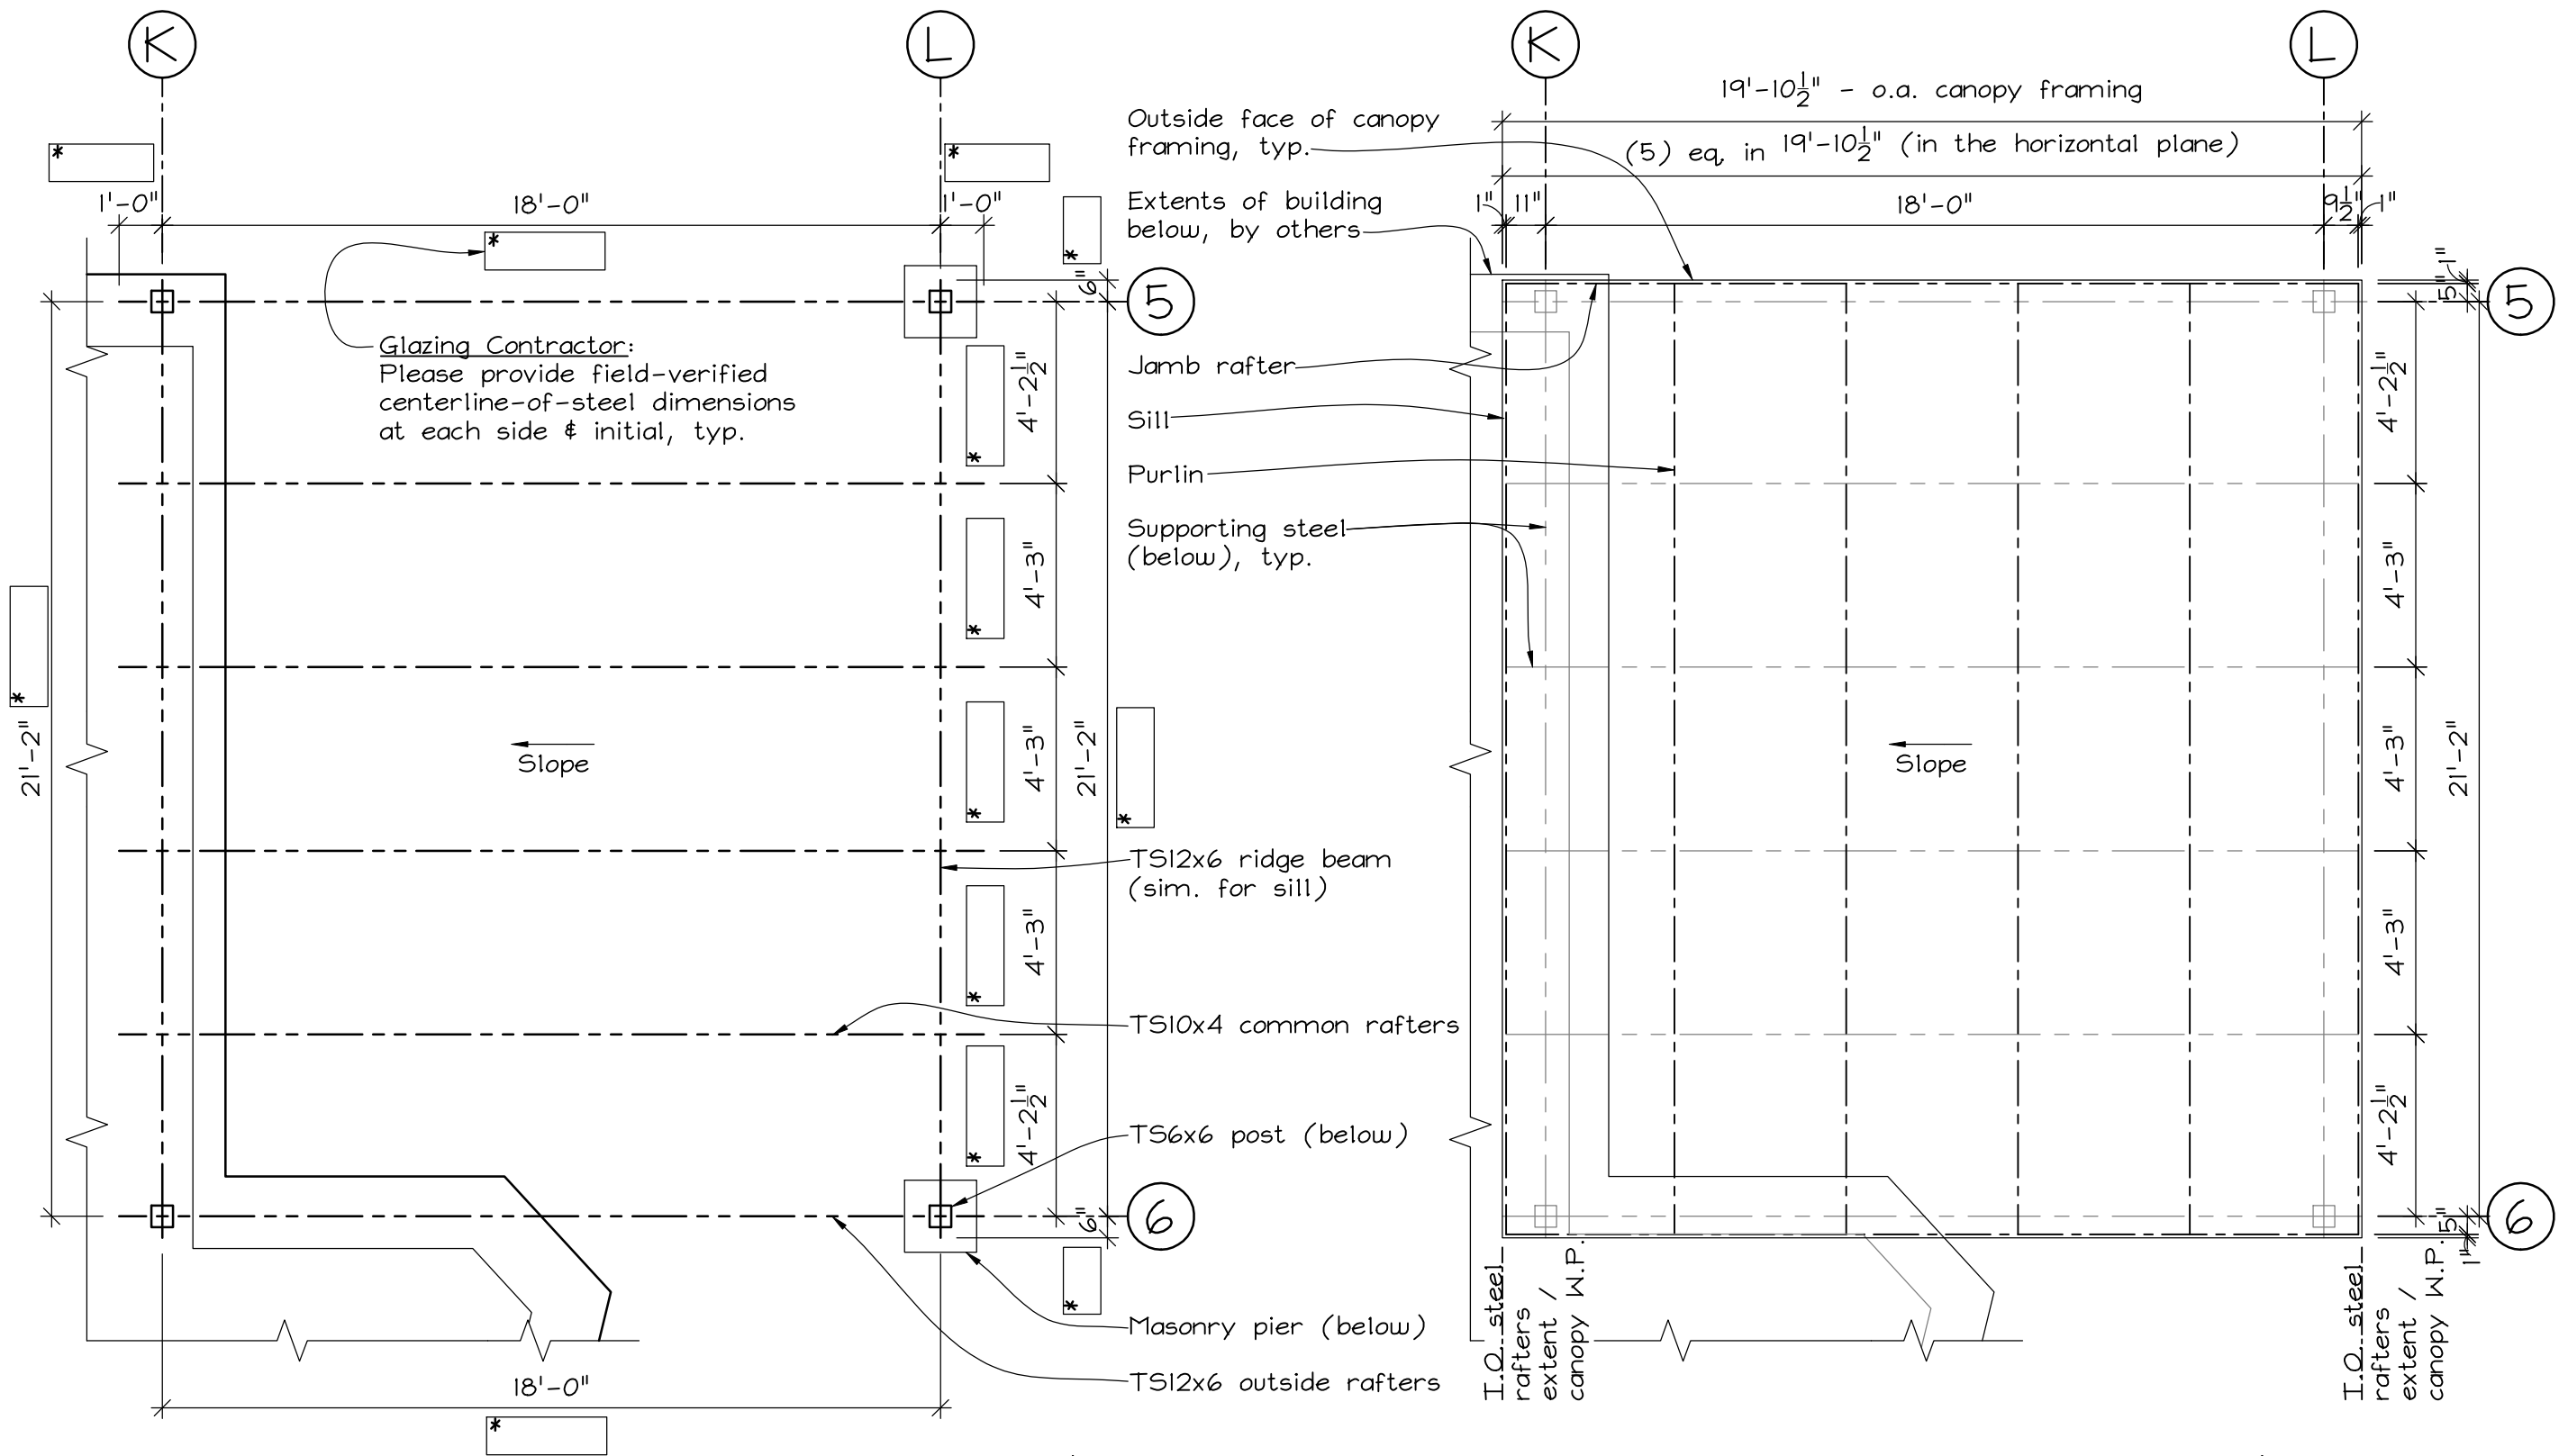 K
L
K
L
19'-10½" - o.a. canopy framing
Outside face of canopy
framing, typ.
(5) eq. in 19'-10½" (in the horizontal plane)
*
*
1'-0"
18'-0"
1'-0"
*
*
Extents of building
below, by others
1"
11"
18'-0"
9½"
1"
6"
5
5"
1"
5
Glazing Contractor:
Please provide field-verified
centerline-of-steel dimensions
at each side & initial, typ.
*
4'-2½"
Jamb rafter
Sill
Purlin
Supporting steel
(below), typ.
4'-2½"
*
4'-3"
4'-3"
*
21'-2"
Slope
*
4'-3"
21'-2"
*
Slope
4'-3"
21'-2"
TS12x6 ridge beam
(sim. for sill)
*
4'-3"
4'-3"
TS10x4 common rafters
*
4'-2½"
4'-2½"
TS6x6 post (below)
6"
*
6
5"
1"
6
Masonry pier (below)
TS12x6 outside rafters
18'-0"
*
I.O. steel
rafters
extent /
canopy W.P.
I.O. steel
rafters
extent /
canopy W.P.